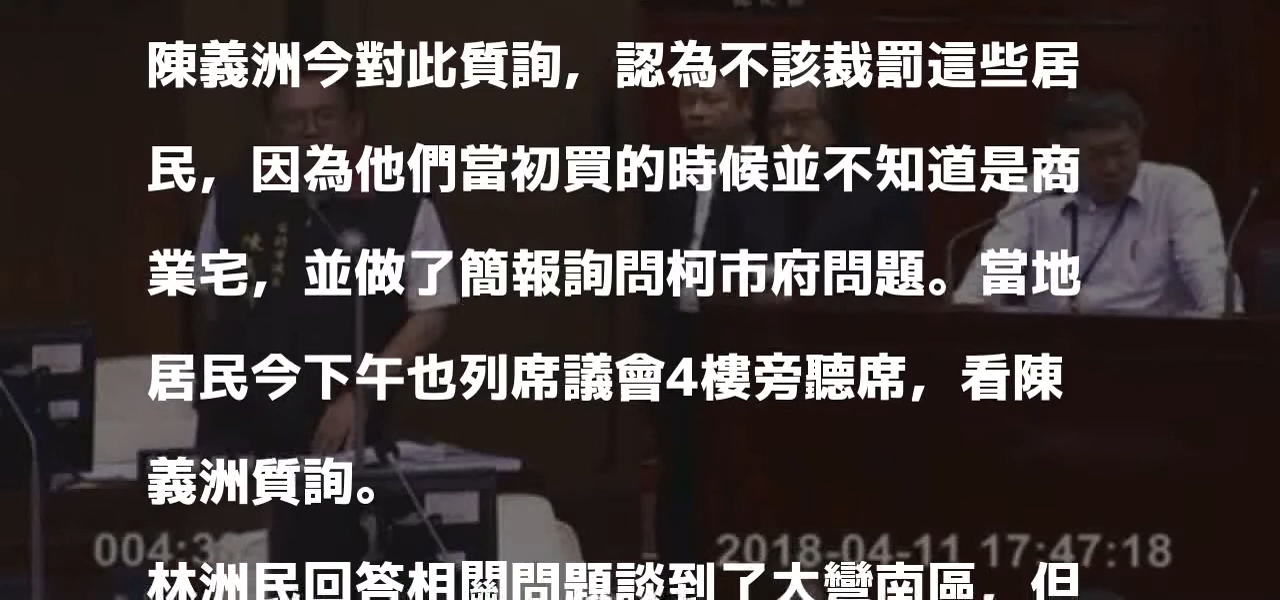 陳義洲今對此質詢，認為不該裁罰這些居
民，因為他們當初買的時候並不知道是商
業宅，並做了簡報詢問柯市府問題。當地
居民今下午也列席議會4樓旁聽席，看陳
義洲質詢。
004:3
2018-04-11 17:47:18
林洲民回答相關問題談到了大彎南區，但